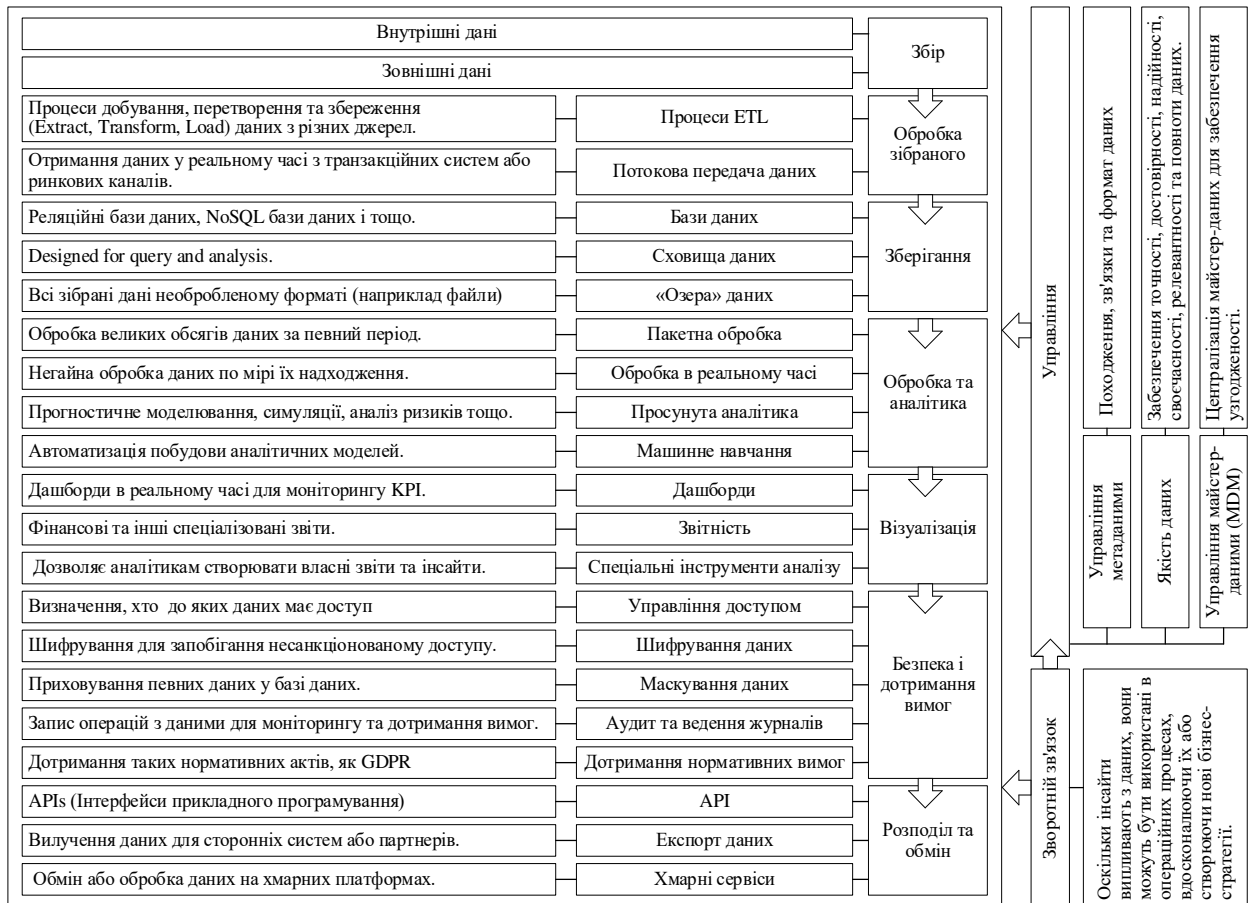 Внутрішні дані
Зовнішні дані
Збір
Процеси добування, перетворення та збереження
(Extract, Transform, Load) даних з різних джерел.
Процеси ETL
Отримання даних у реальному часі з транзакційних систем або
ринкових каналів.
Потокова передача даних
Обробка
зібраного
Реляційні бази даних, NoSQL бази даних і тощо.
Бази даних
Designed for query and analysis.
Сховища даних
Всі зібрані дані необробленому форматі (наприклад файли)
«Озера» даних
Зберігання
Обробка великих обсягів даних за певний період.
Пакетна обробка
Негайна обробка даних по мірі їх надходження.
Обробка в реальному часі
Прогностичне моделювання, симуляції, аналіз ризиків тощо.
Просунута аналітика
Автоматизація побудови аналітичних моделей.
Машинне навчання
Обробка та
аналітика
Дашборди в реальному часі для моніторингу KPI.
Дашборди
Фінансові та інші спеціалізовані звіти.
Звітність
Дозволяє аналітикам створювати власні звіти та інсайти.
Спеціальні інструменти аналізу
Візуалізація
Визначення, хто до яких даних має доступ
Управління доступом
Шифрування для запобігання несанкціонованому доступу.
Шифрування даних
Приховування певних даних у базі даних.
Маскування даних
Запис операцій з даними для моніторингу та дотримання вимог.
Аудит та ведення журналів
Дотримання таких нормативних актів, як GDPR
Дотримання нормативних вимог
Безпека і
дотримання
вимог
APIs (Інтерфейси прикладного програмування)
API
Вилучення даних для сторонніх систем або партнерів.
Експорт даних
Обмін або обробка даних на хмарних платформах.
Хмарні сервіси
Розподіл та
обмін
Управління
Походження, зв'язки та формат даних
Управління
метаданими
Забезпечення точності, достовірності, надійності,
своєчасності, релевантності та повноти даних.
Якість даних
Централізація майстер-даних для забезпечення
узгодженості.
Управління майстер-
даними (MDM)
Зворотній зв'язок
Оскільки інсайти
випливають з даних, вони
можуть бути використані в
операційних процесах,
вдосконалюючи їх або
створюючи нові бізнес-
стратегії.